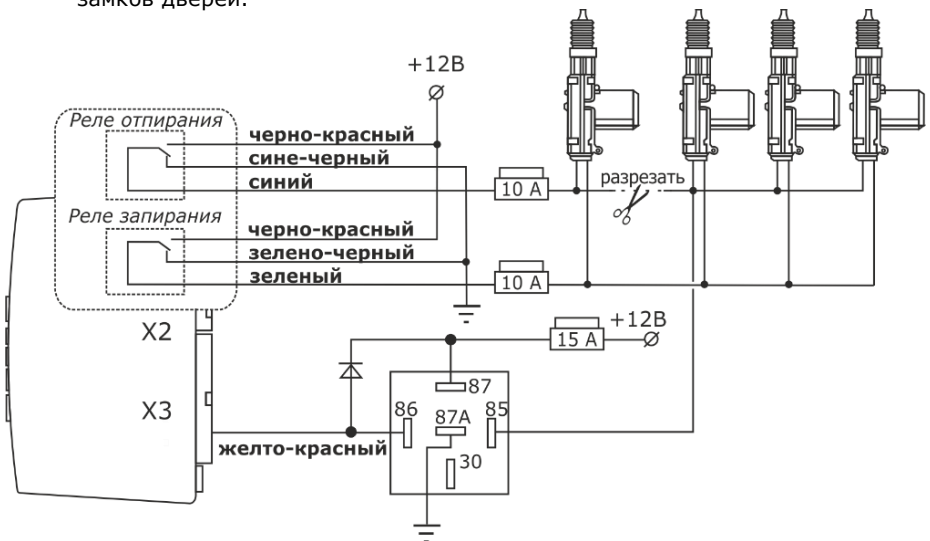 замков дверей.
+12В
Реле отпирания
черно-красный
сине-черный
синий
10 А
разрезать
Реле запирания
черно-красный
зелено-черный
зеленый
10 А
X2
15 А
+12В
87
86
87А
85
X3
желто-красный
30